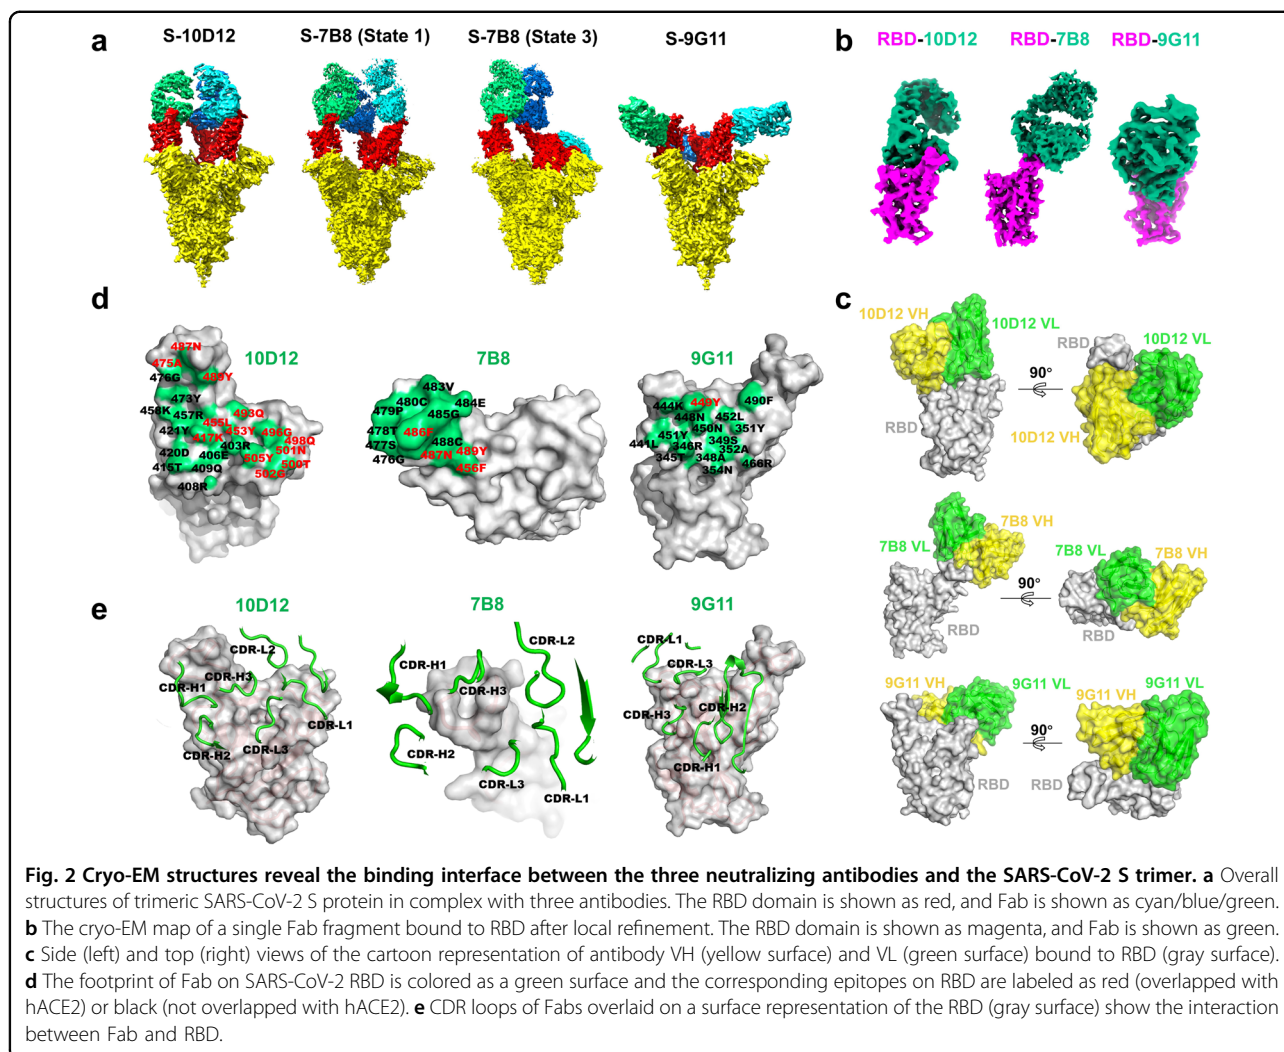 a
S-10D12 S-7B8 (State 1) S-7B8 (State 3) S-9G11
b
RBD-10D12 RBD-7B8 RBD-9G11
d
10D12
487N
475A
476G 489Y
473Y
458K 457R 493Q
455L
421Y 453Y 496G
417K 498Q
403R 501N
420D 406E 505Y
415T 409Q 500T
502G
408R
7B8
483V
480C 484E
479P 485G
478T 486F
477S 488C
487N 489Y
476G 456F
9G11
444K 449Y 490F
448N 452L
450N 351Y
441L 451Y 349S
346R 352A
345T 348A 466R
354N
c
10D12 VH 10D12 VL
RBD
90°
RBD 10D12 VL
10D12 VH
7B8 VL 7B8 VH
RBD
90°
7B8 VL 7B8 VH
RBD
9G11 VH 9G11 VL
RBD
90°
9G11 VH 9G11 VL
RBD
e
10D12
CDR-L2
CDR-H3
CDR-H1
CDR-L1
CDR-H2 CDR-L3
7B8
CDR-L2
CDR-H1
CDR-H3
CDR-H2
CDR-L3
CDR-L1
9G11
CDR-L1
CDR-L3
CDR-H3 CDR-H2
CDR-H1
Fig. 2 Cryo-EM structures reveal the binding interface between the three neutralizing antibodies and the SARS-CoV-2 S trimer. a Overall
structures of trimeric SARS-CoV-2 S protein in complex with three antibodies. The RBD domain is shown as red, and Fab is shown as cyan/blue/green.
b The cryo-EM map of a single Fab fragment bound to RBD after local refinement. The RBD domain is shown as magenta, and Fab is shown as green.
c Side (left) and top (right) views of the cartoon representation of antibody VH (yellow surface) and VL (green surface) bound to RBD (gray surface).
d The footprint of Fab on SARS-CoV-2 RBD is colored as a green surface and the corresponding epitopes on RBD are labeled as red (overlapped with
hACE2) or black (not overlapped with hACE2). e CDR loops of Fabs overlaid on a surface representation of the RBD (gray surface) show the interaction
between Fab and RBD.